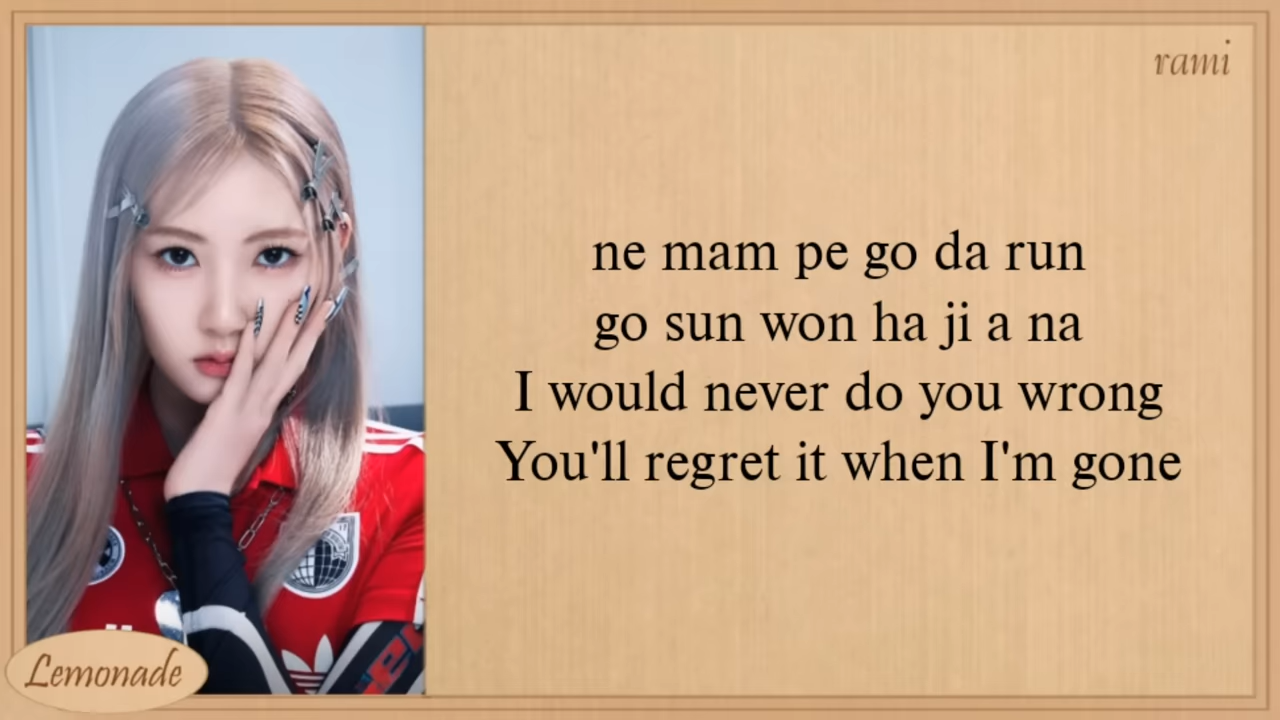 rami
ne mam pe go da run
go sun won ha ji a na
I would never do you wrong
You'll regret it when I'm gone
Lemonade